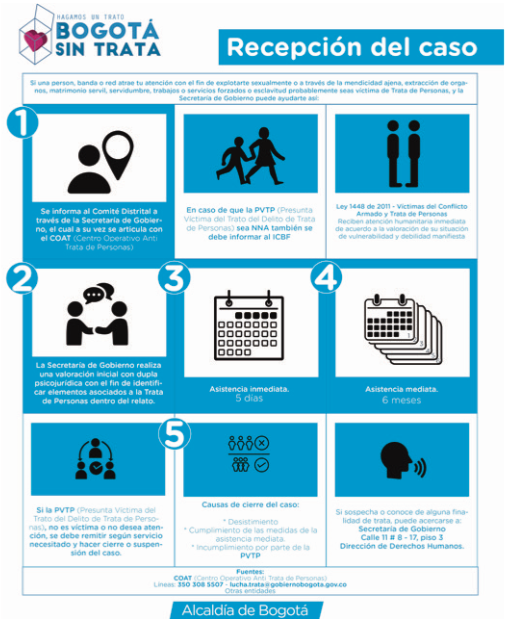 HAGAMOS UN TRATO
BOGOTÁ
SIN TRATA
Recepción del caso
Si una person, banda o red atrae tu atención con el fin de explotarte sexualmente o a través de la mendicidad ajena, extracción de orga-
nos, matrimonio servil, servidumbre, trabajos o servicios forzados o esclavitud probablemente seas víctima de Trata de Personas, y la
Secretaría de Gobierno puede ayudarte así:
1
Se informa al Comité Distrital a
través de la Secretaría de Gobier-
no, el cual a su vez se articula con
el COAT (Centro Operativo Anti
Trata de Personas)
En caso de que la PVTP (Presunta
Víctima del Trato del Delito de Trata
de Personas) sea NNA también se
debe informar al ICBF
Ley 1448 de 2011 - Víctimas del Conflicto
Armado y Trata de Personas
Reciben atención humanitaria inmediata
de acuerdo a la valoración de su situación
de vulnerabilidad y debilidad manifiesta
2
La Secretaría de Gobierno realiza
una valoración inicial con dupla
psicojurídica con el fin de identifi-
car elementos asociados a la Trata
de Personas dentro del relato.
3
Asistencia inmediata.
5 días
4
Asistencia mediata.
6 meses
Si la PVTP (Presunta Víctima del
Trato del Delito de Trata de Perso-
nas), no es víctima o no desea aten-
ción, se debe remitir según servicio
necesitado y hacer cierre o suspen-
sión del caso.
5
Causas de cierre del caso:
* Desistimiento
* Cumplimiento de las medidas de la
asistencia mediata.
* Incumplimiento por parte de la
PVTP
Si sospecha o conoce de alguna fina-
lidad de trata, puede acercarse a:
Secretaría de Gobierno
Calle 11 # 8 - 17, piso 3
Dirección de Derechos Humanos.
Fuentes:
COAT (Centro Operativo Anti Trata de Personas)
Líneas: 350 308 5507 - lucha.trata@gobiernobogota.gov.co
Otras entidades
Alcaldía de Bogotá